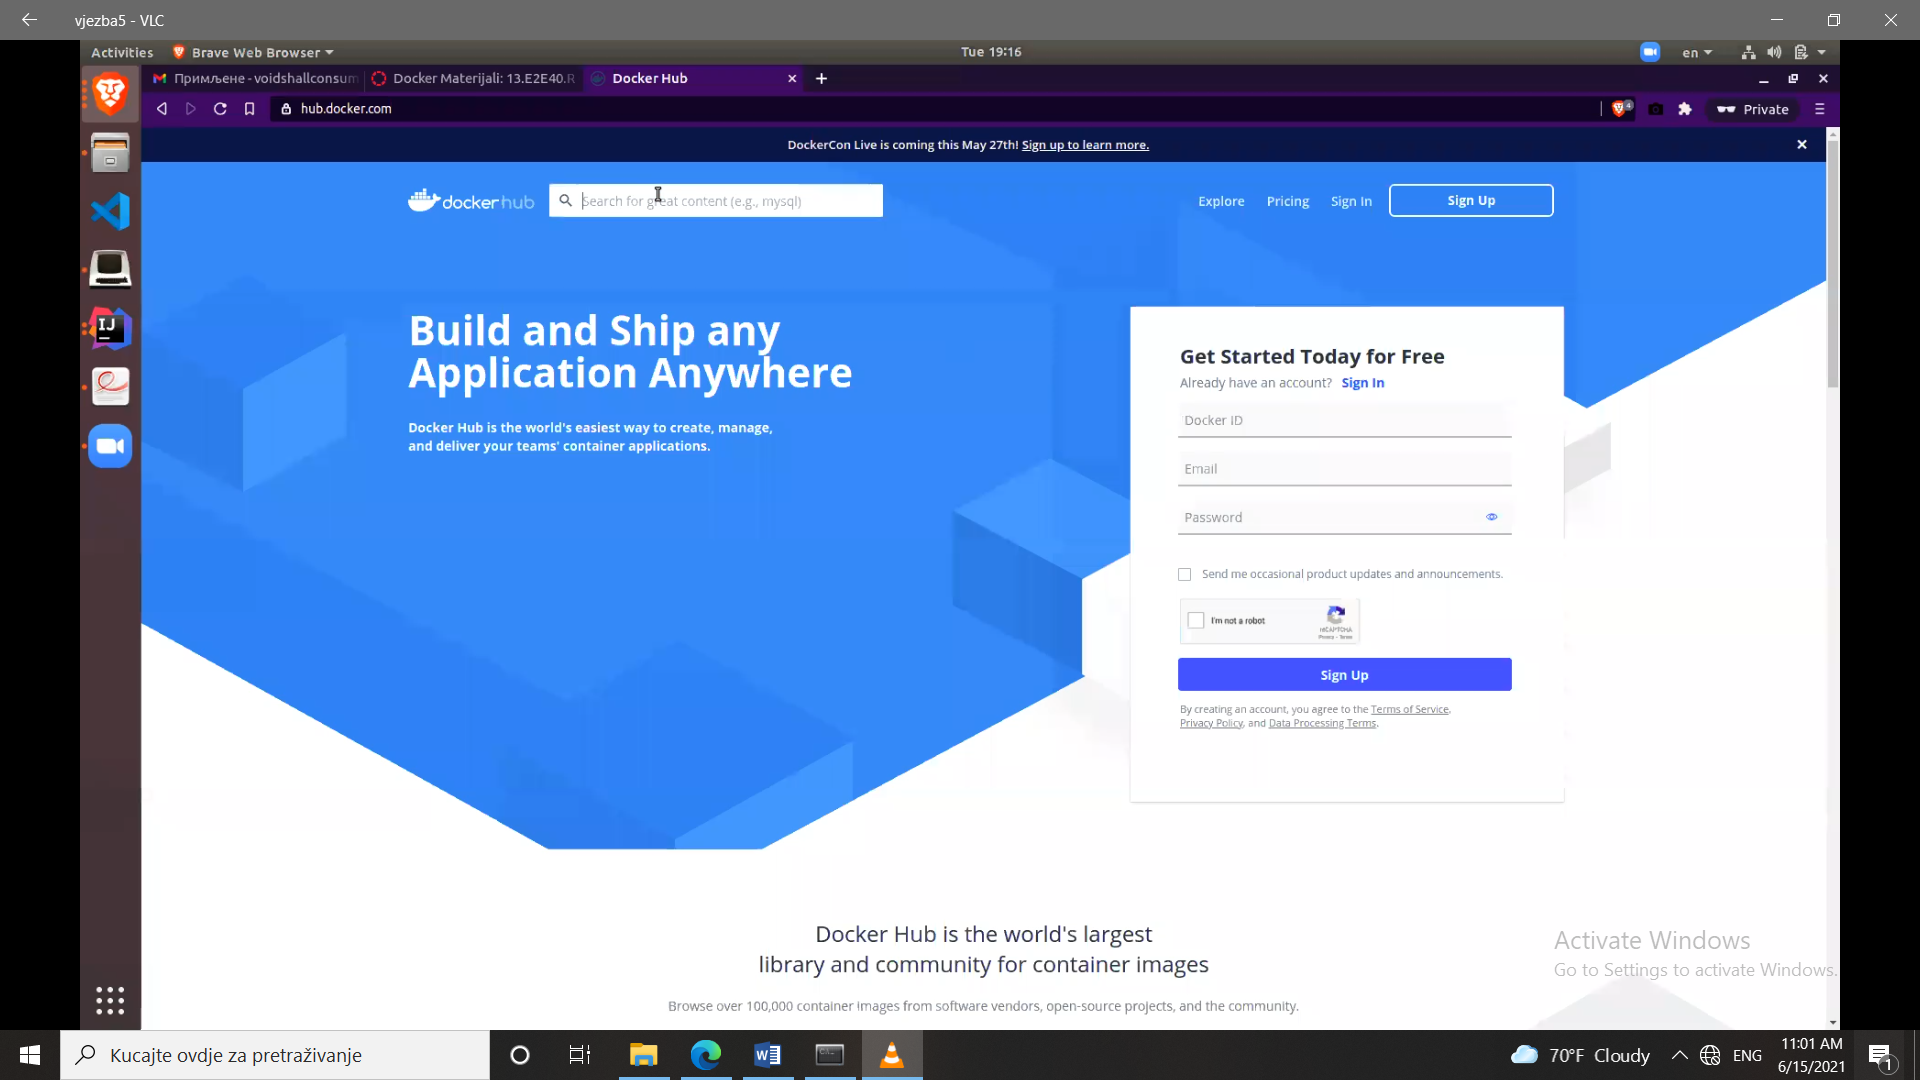 vjezba5 - VLC
Activities
Brave Web Browser
Tue 19:16
en
Примљене - voidshallconsum
Docker Materijali: 13.E2E40.R
Docker Hub
hub.docker.com
4
Private
DockerCon Live is coming this May 27th! Sign up to learn more.
dockerhub
Search for great content (e.g., mysql)
Explore
Pricing
Sign In
Sign Up
Build and Ship any
Application Anywhere
Docker Hub is the world's easiest way to create, manage,
and deliver your teams' container applications.
Get Started Today for Free
Already have an account? Sign In
Docker ID
Email
Password
Send me occasional product updates and announcements.
I'm not a robot
reCAPTCHA
Privacy - Terms
Sign Up
By creating an account, you agree to the Terms of Service,
Privacy Policy, and Data Processing Terms.
IJ
Docker Hub is the world's largest
library and community for container images
Browse over 100,000 container images from software vendors, open-source projects, and the community.
Activate Windows
Go to Settings to activate Windows.
Kucajte ovdje za pretraživanje
70°F Cloudy
ENG
11:01 AM
6/15/2021
1